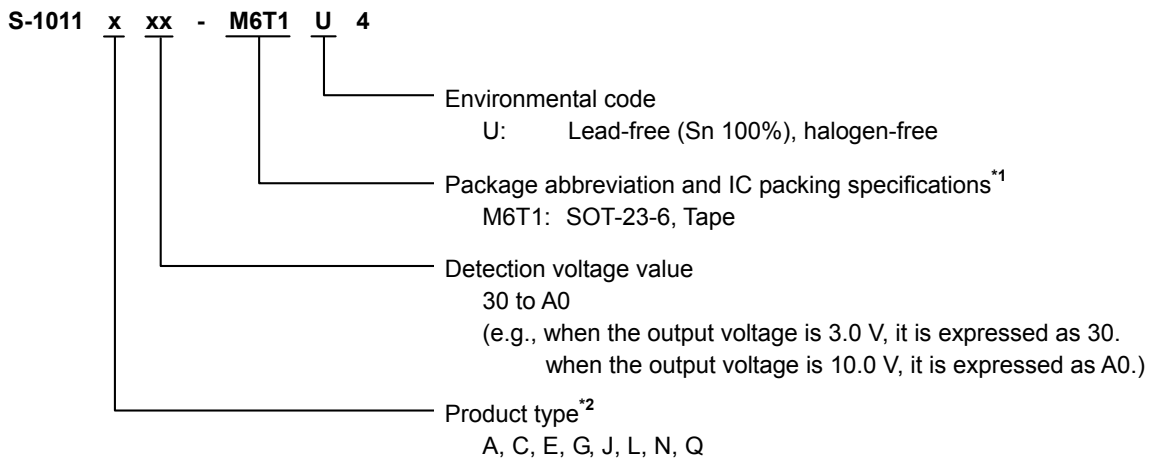 S-1011 x xx - M6T1 U 4
Environmental code
U: Lead-free (Sn 100%), halogen-free
Package abbreviation and IC packing specifications*1
M6T1: SOT-23-6, Tape
Detection voltage value
30 to A0
(e.g., when the output voltage is 3.0 V, it is expressed as 30.
when the output voltage is 10.0 V, it is expressed as A0.)
Product type*2
A, C, E, G, J, L, N, Q